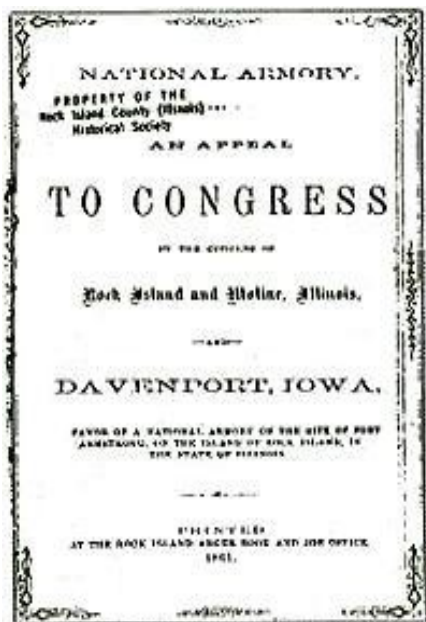 NATIONAL ARMORY.
PROPERTY OF THE
Rock Island County (Illinois)
Historical Society
AN APPEAL
TO CONGRESS
BY THE CITIZENS OF
Rock Island and Moline, Illinois,
AND
DAVENPORT, IOWA,
FAVOR OF A NATIONAL ARMORY ON THE SITE OF FORT
ARMSTRONG, ON THE ISLAND OF ROCK ISLAND, IN
THE STATE OF ILLINOIS
PRINTED
AT THE ROCK ISLAND ARGUS BOOK AND JOB OFFICE,
1861.